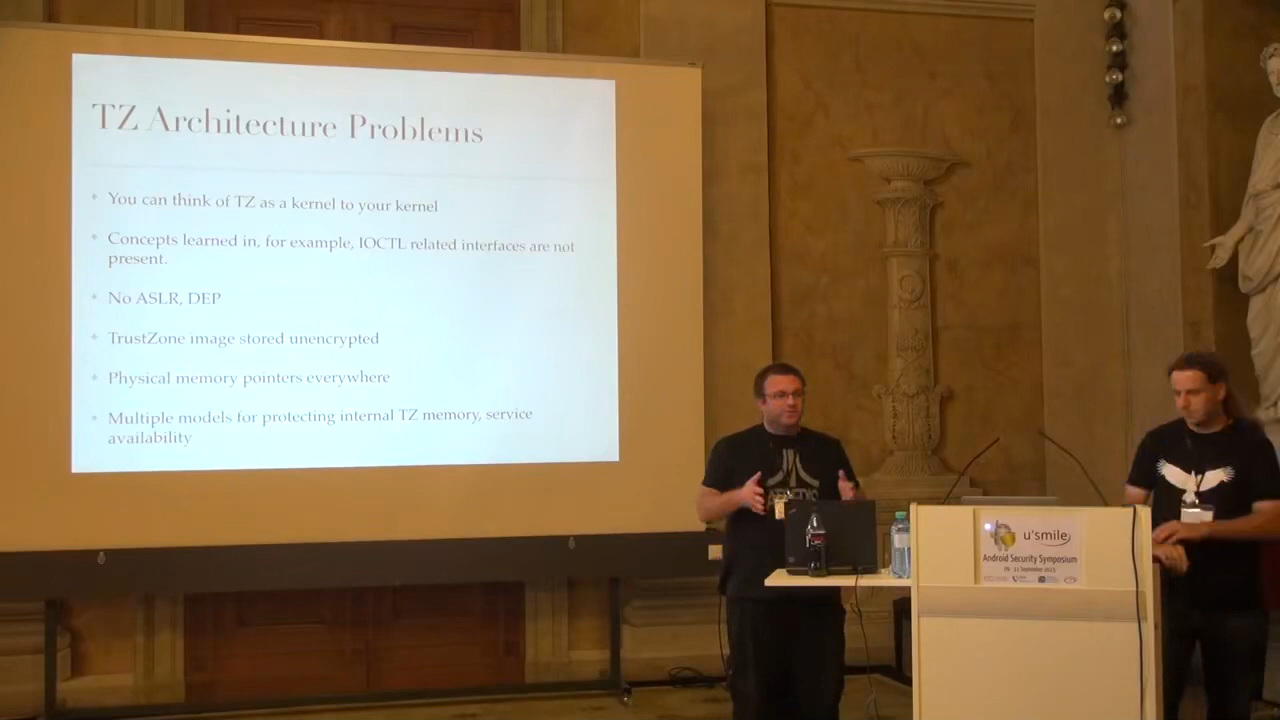 TZ Architecture Problems
You can think of TZ as a kernel to your kernel
Concepts learned in, for example, IOCTL related interfaces are not
present.
No ASLR, DEP
TrustZone image stored unencrypted
Physical memory pointers everywhere
Multiple models for protecting internal TZ memory, service
availability
u'smile
Android Security Symposium